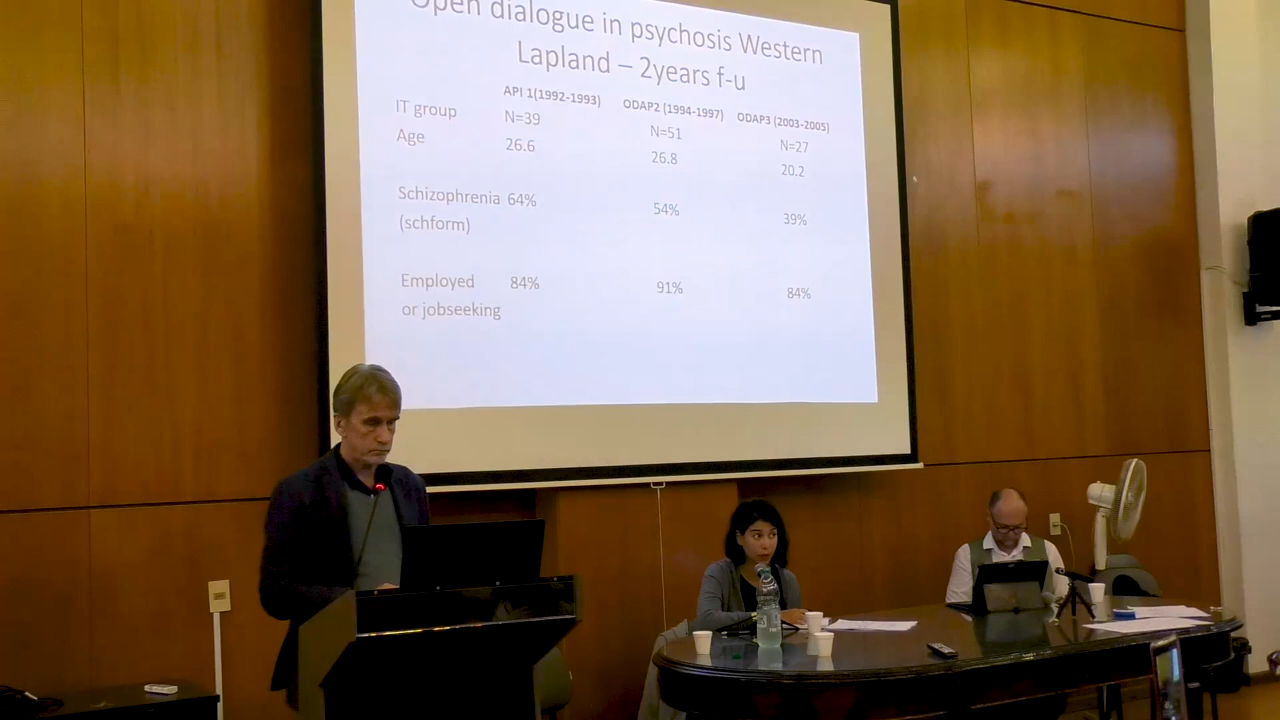 Open dialogue in psychosis Western
Lapland – 2years f-u
API 1(1992-1993) ODAP2 (1994-1997) ODAP3 (2003-2005)
IT group N=39 N=51 N=27
Age 26.6 26.8 20.2
Schizophrenia 64% 54% 39%
(schform)
Employed 84% 91% 84%
or jobseeking